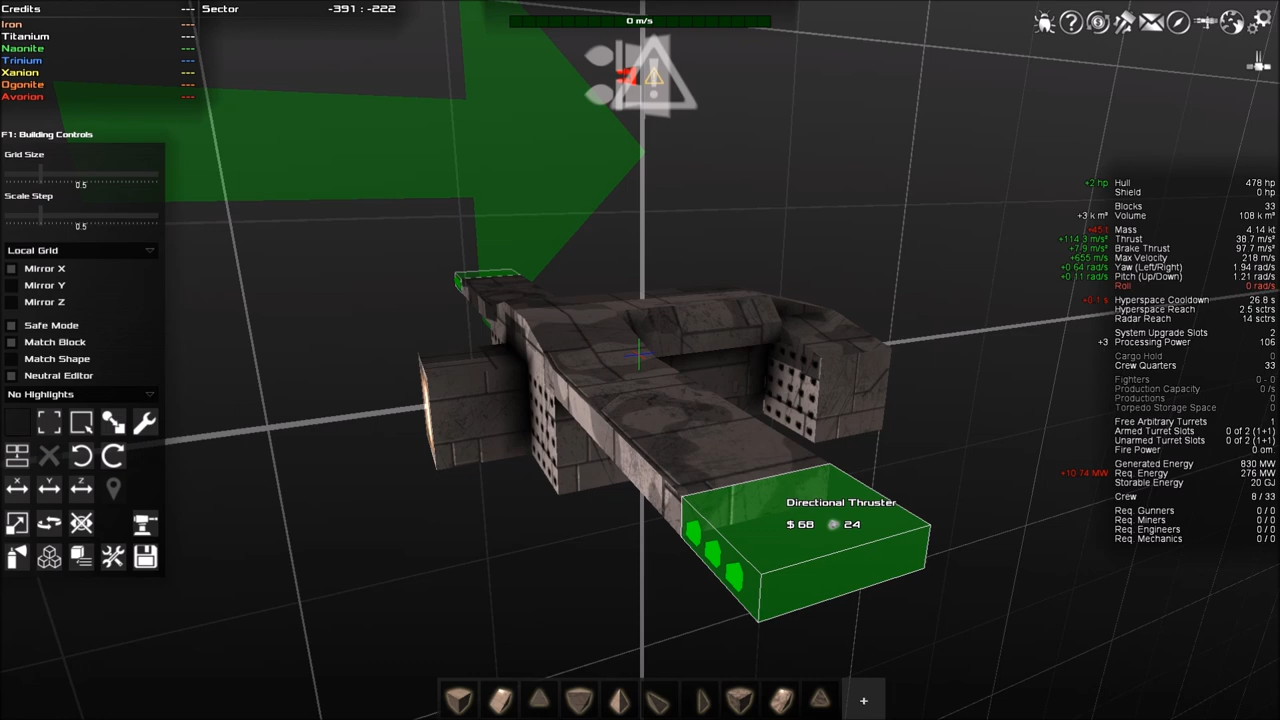 Credits ---
Iron ---
Titanium ---
Naonite ---
Trinium ---
Xanion ---
Ogonite ---
Avorion ---
Sector -391 : -222
0 m/s
F1: Building Controls
Grid Size
0.5
Scale Step
0.5
Local Grid
Mirror X
Mirror Y
Mirror Z
Safe Mode
Match Block
Match Shape
Neutral Editor
No Highlights
X
Y
Z
Directional Thruster
$ 68 24
+
+2 hp Hull 478 hp
Shield 0 hp
Blocks 33
+3 k m³ Volume 108 k m³
+45 t Mass 4.14 kt
+114.3 m/s² Thrust 38.7 m/s²
+7.9 m/s² Brake Thrust 97.7 m/s²
+655 m/s Max Velocity 218 m/s
+0.64 rad/s Yaw (Left/Right) 1.94 rad/s
+0.11 rad/s Pitch (Up/Down) 1.21 rad/s
Roll 0 rad/s
+0.1 s Hyperspace Cooldown 26.8 s
Hyperspace Reach 2.5 sctrs
Radar Reach 14 sctrs
System Upgrade Slots 2
+3 Processing Power 106
Cargo Hold 0
Crew Quarters 33
Fighters 0 - 0
Production Capacity 0 /s
Productions 0
Torpedo Storage Space 0
Free Arbitrary Turrets 1
Armed Turret Slots 0 of 2 (1+1)
Unarmed Turret Slots 0 of 2 (1+1)
Fire Power 0 om.
Generated Energy 830 MW
+10.74 MW Req. Energy 276 MW
Storable Energy 20 GJ
Crew 8 / 33
Req. Gunners 0 / 0
Req. Miners 0 / 0
Req. Engineers 0 / 0
Req. Mechanics 0 / 0